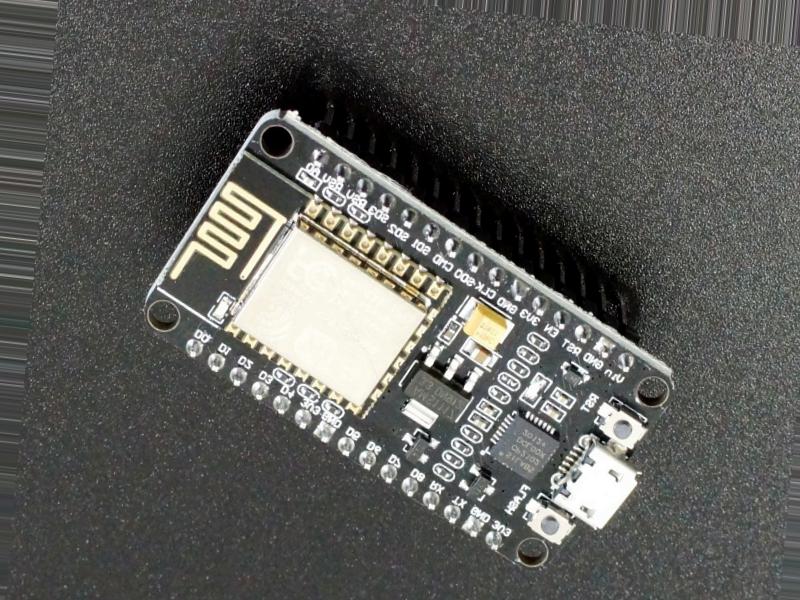 A0
RSV
RSV
SD3
SD2
SD1
CMD
SD0
CLK
GND
3V3
EN
RST
GND
Vin
D0
D1
D2
D3
D4
3V3
GND
D5
D6
D7
D8
RX
TX
GND
3V3
RST
FLASH